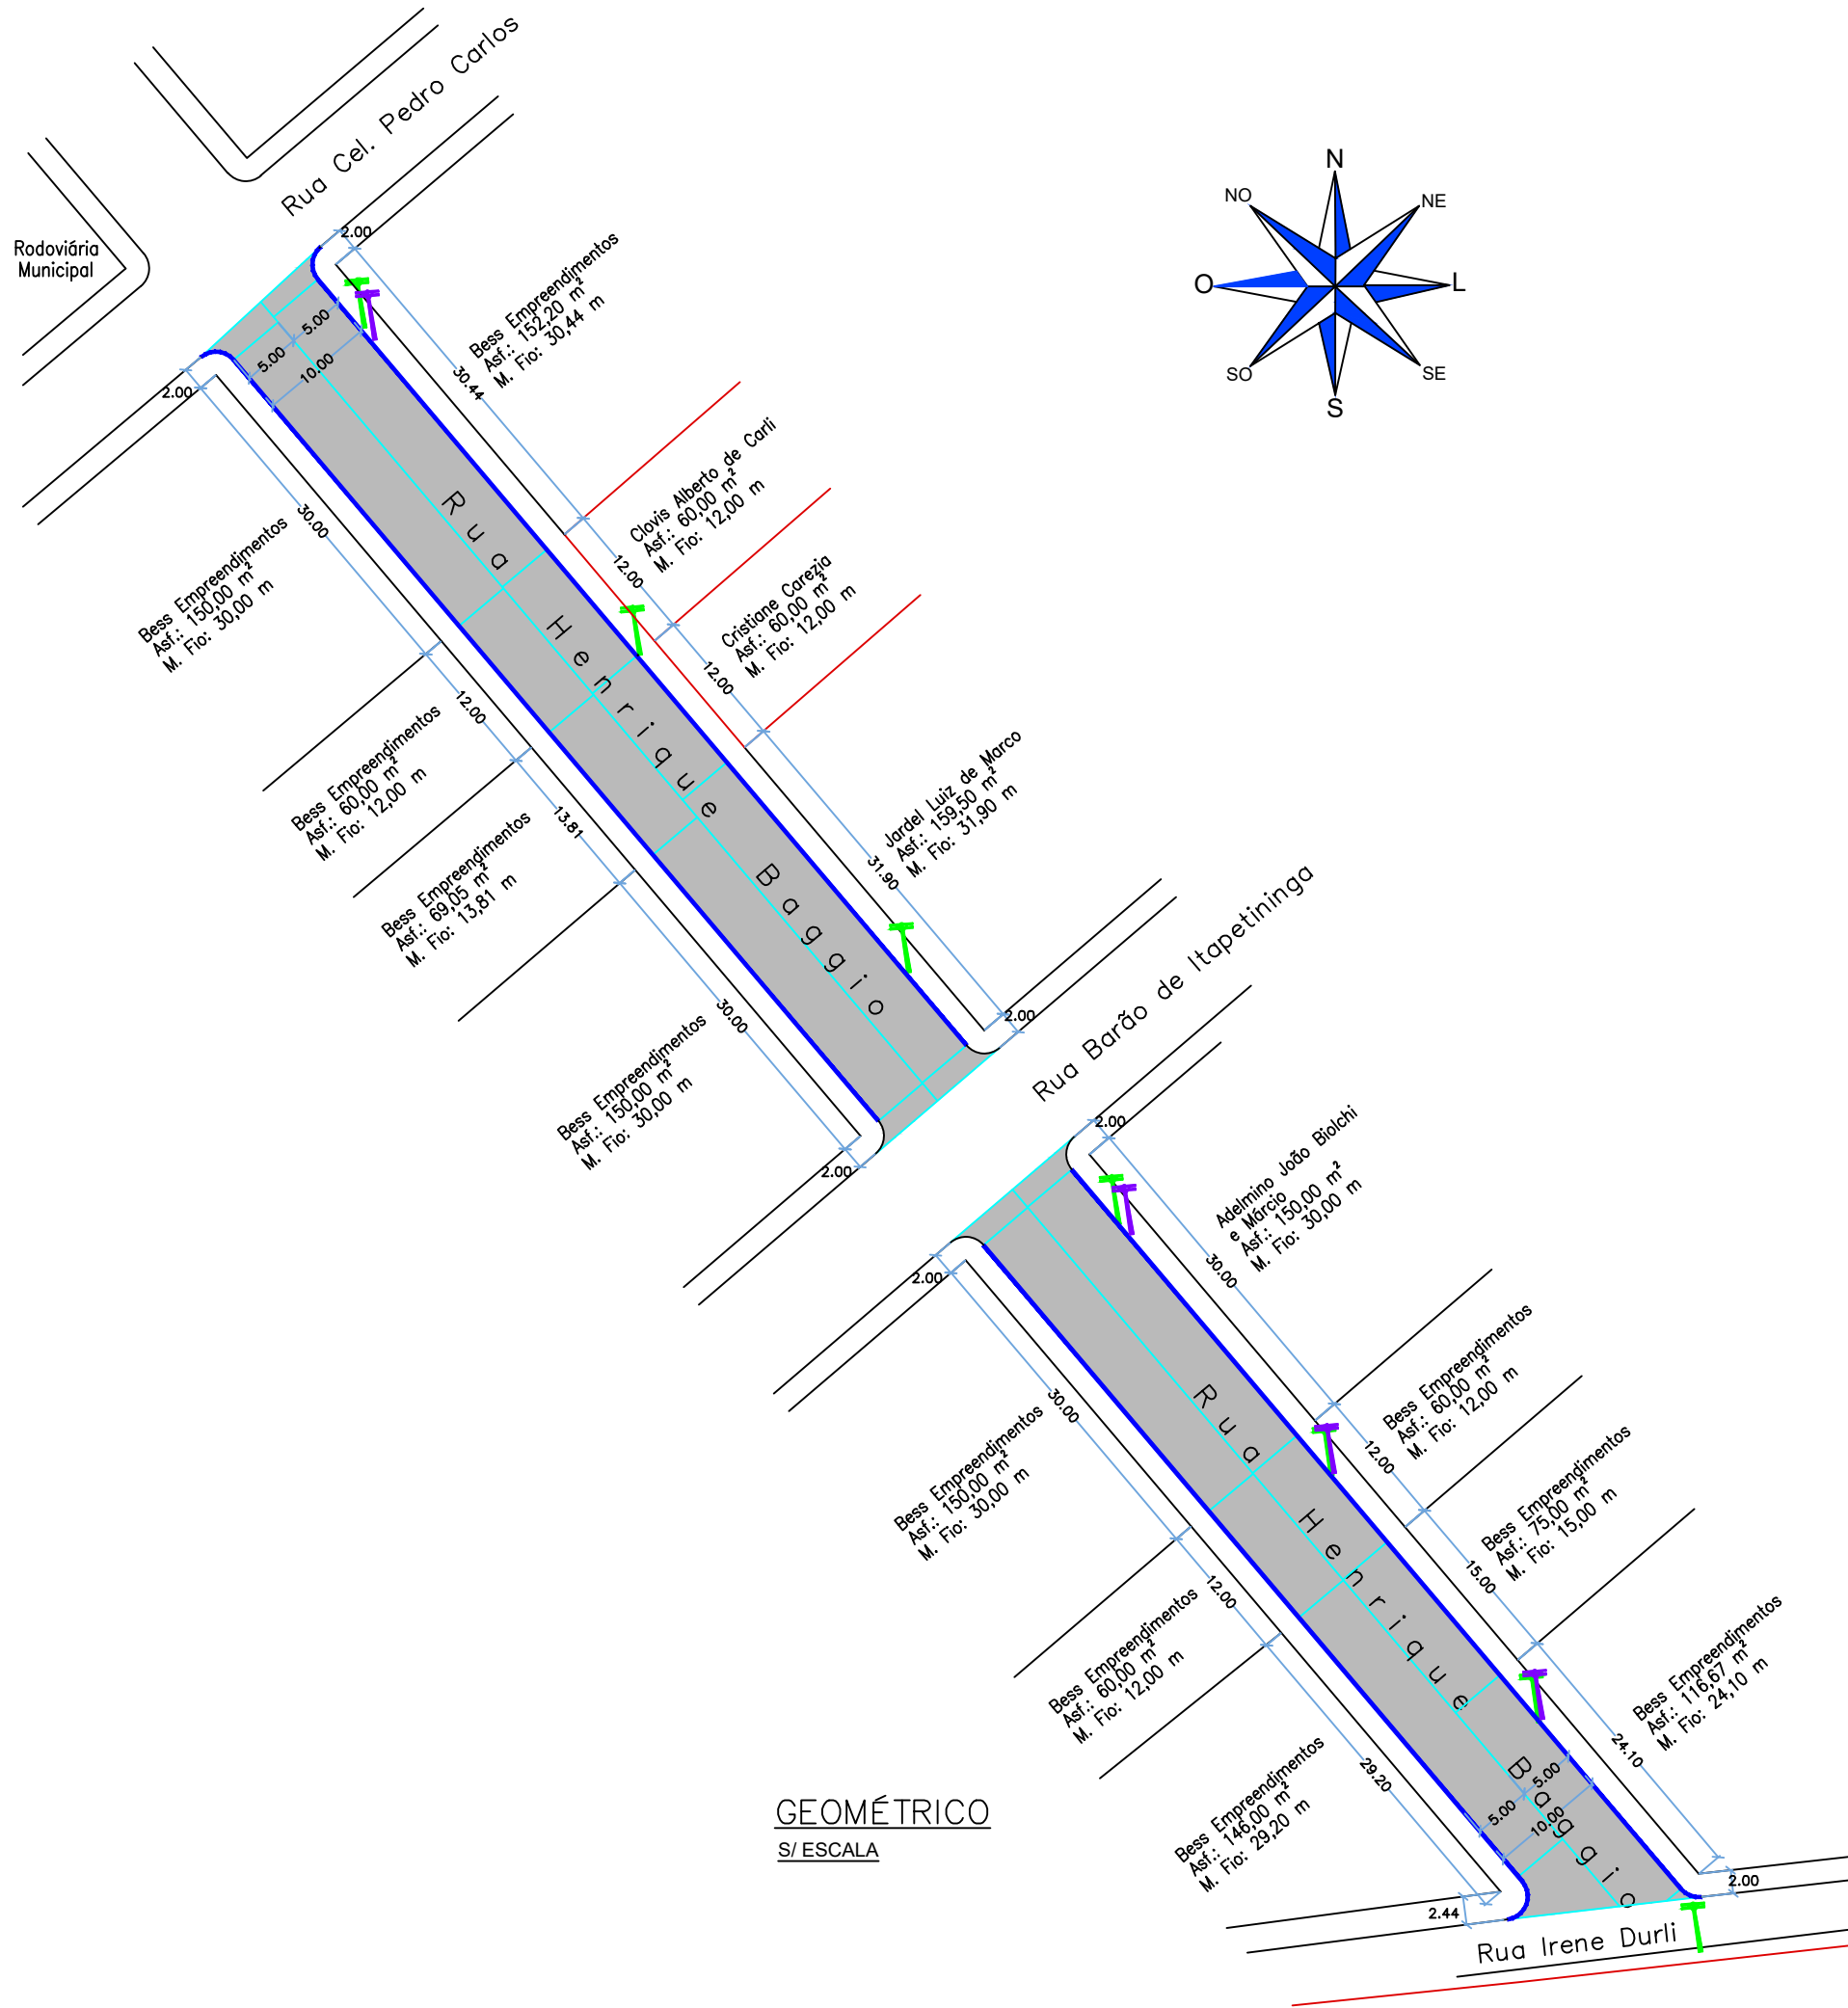 Rua Cel. Pedro Carlos
Rodoviária
Municipal
N
NO
NE
O
L
SO
SE
S
2.00
Bess Empreendimentos
Asf.: 152,20 m²
M. Fio: 30,44 m
30.44
5.00
5.00
10.00
2.00
Clovis Alberto de Carli
Asf.: 60,00 m²
M. Fio: 12,00 m
12.00
Cristiane Carezia
Asf.: 60,00 m²
M. Fio: 12,00 m
12.00
Jardel Luiz de Marco
Asf.: 159,50 m²
M. Fio: 31,90 m
31.90
2.00
Rua Henrique Baggio
30.00
Bess Empreendimentos
Asf.: 150,00 m²
M. Fio: 30,00 m
12.00
Bess Empreendimentos
Asf.: 60,00 m²
M. Fio: 12,00 m
13.81
Bess Empreendimentos
Asf.: 69,05 m²
M. Fio: 13,81 m
30.00
Bess Empreendimentos
Asf.: 150,00 m²
M. Fio: 30,00 m
2.00
Rua Barão de Itapetininga
2.00
Adelmino João Biolchi
e Márcio
Asf.: 150,00 m²
M. Fio: 30,00 m
30.00
2.00
Bess Empreendimentos
Asf.: 60,00 m²
M. Fio: 12,00 m
12.00
Bess Empreendimentos
Asf.: 75,00 m²
M. Fio: 15,00 m
15.00
Bess Empreendimentos
Asf.: 116,67 m²
M. Fio: 24,10 m
24.10
Rua Henrique Baggio
30.00
Bess Empreendimentos
Asf.: 150,00 m²
M. Fio: 30,00 m
12.00
Bess Empreendimentos
Asf.: 60,00 m²
M. Fio: 12,00 m
29.20
Bess Empreendimentos
Asf.: 146,00 m²
M. Fio: 29,20 m
5.00
5.00
10.00
2.00
2.44
Rua Irene Durli
GEOMÉTRICO
S/ ESCALA